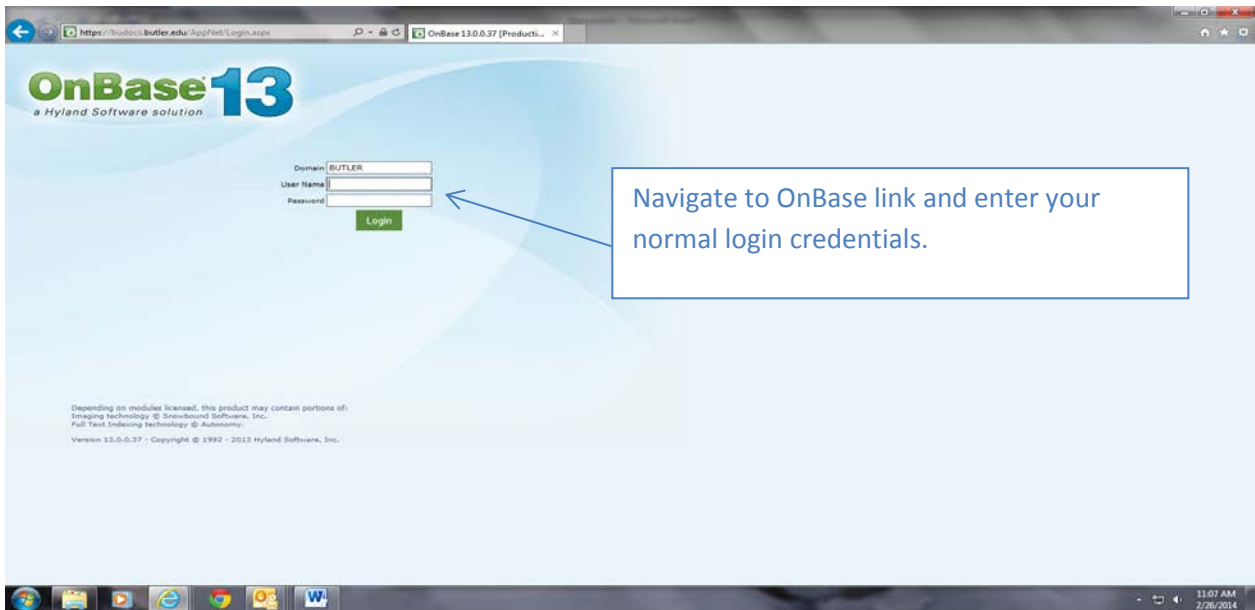 https://budocs.butler.edu/AppNet/Login.aspx
OnBase 13.0.0.37 [Producti...
OnBase 13
a Hyland Software solution
Domain BUTLER
User Name
Password
Login
Navigate to OnBase link and enter your
normal login credentials.
Depending on modules licensed, this product may contain portions of:
Imaging technology © Snowbound Software, Inc.
Full Text Indexing technology © Autonomy.
Version 13.0.0.37 - Copyright © 1992 - 2013 Hyland Software, Inc.
11:07 AM
2/26/2014